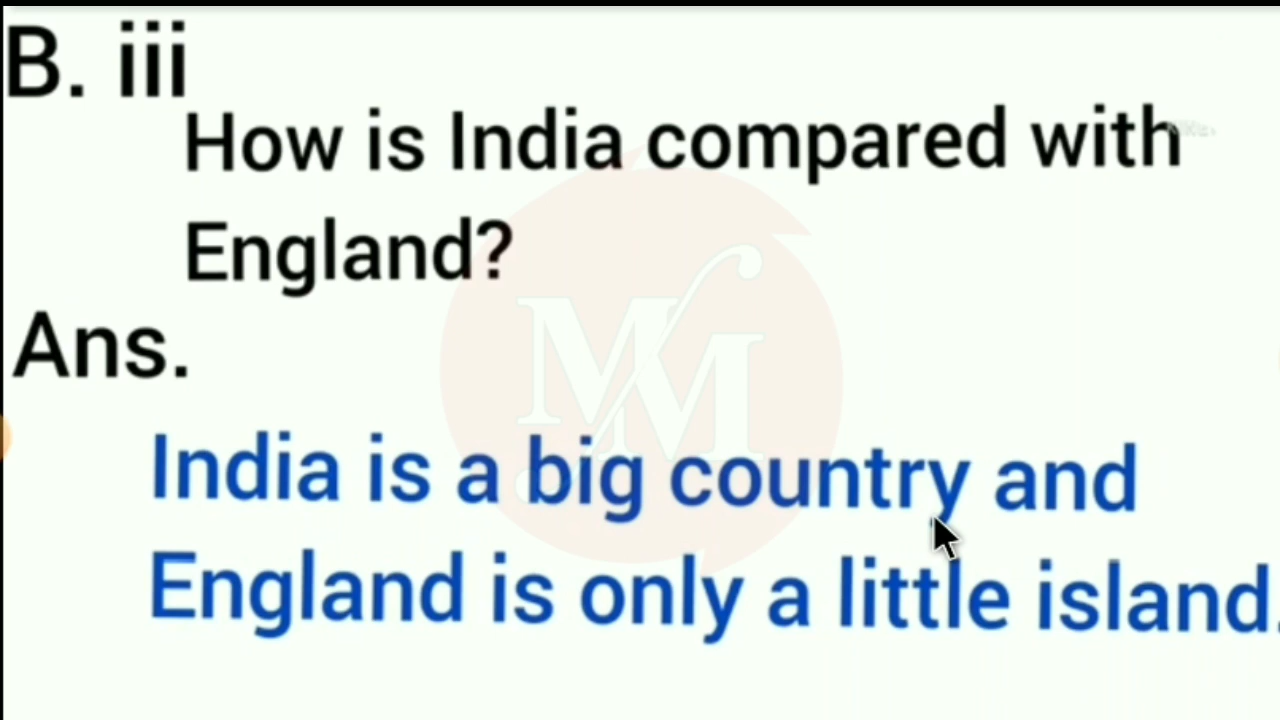 B. iii
How is India compared with
England?
Ans.
India is a big country and
England is only a little island.